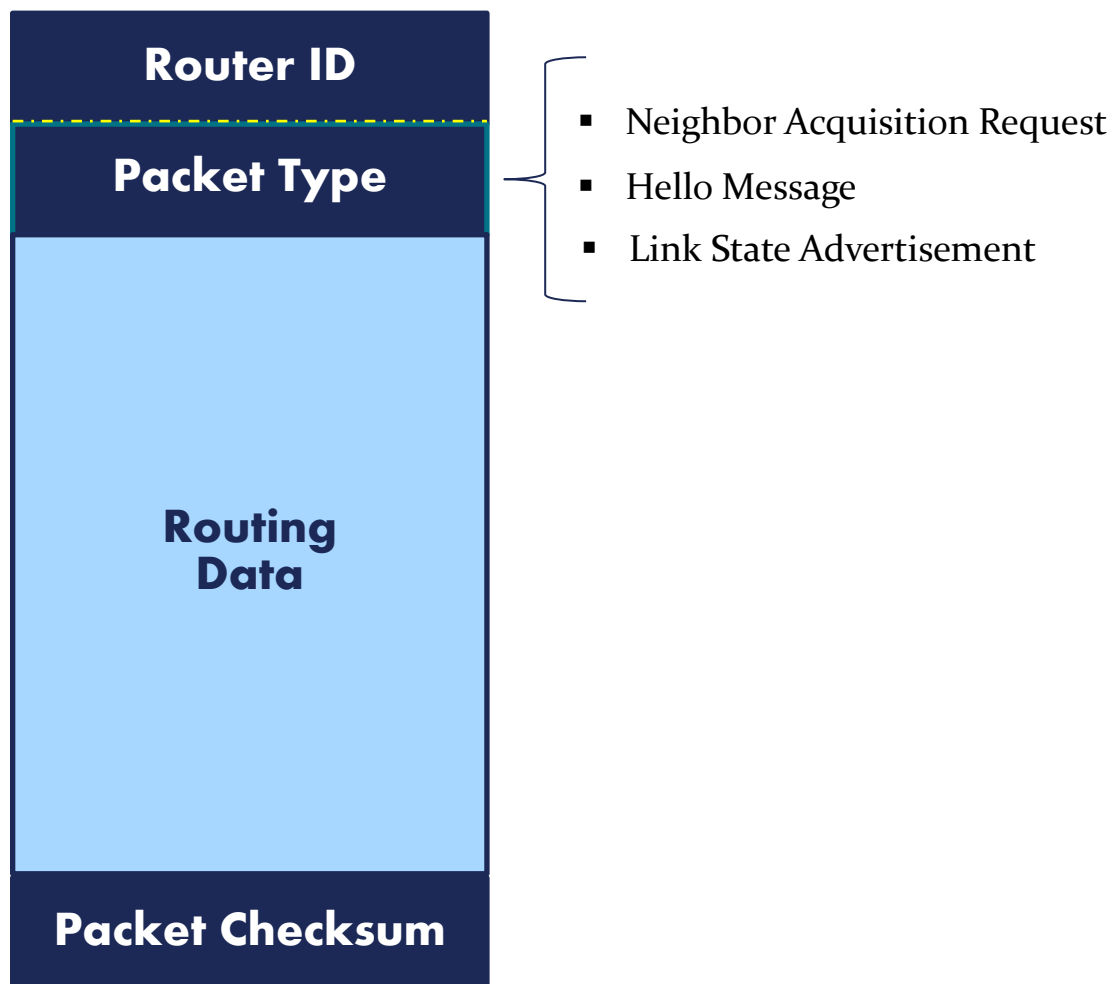 Router ID
Packet Type
▪ Neighbor Acquisition Request
▪ Hello Message
▪ Link State Advertisement
Routing
Data
Packet Checksum